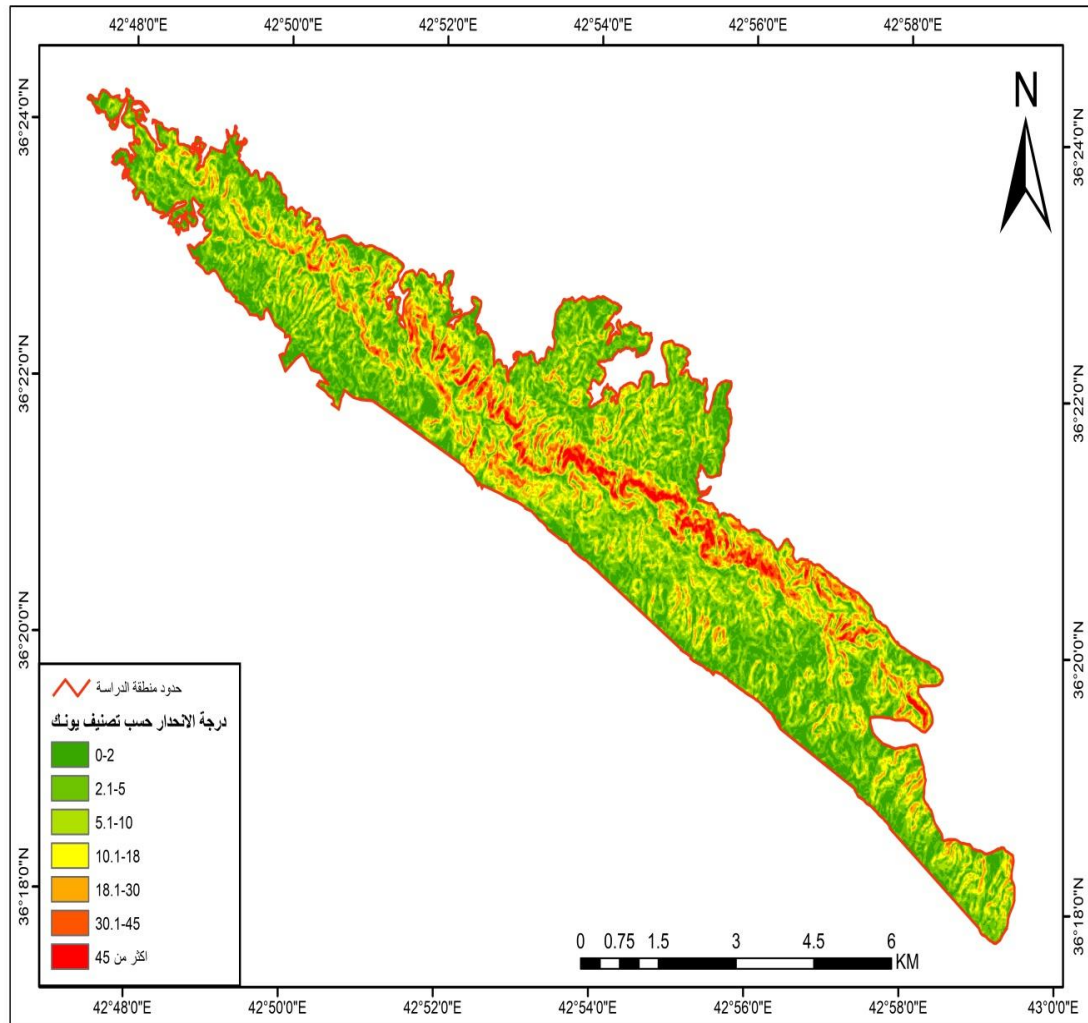 42°48'0"E 42°50'0"E 42°52'0"E 42°54'0"E 42°56'0"E 42°58'0"E
N
36°24'0"N
36°22'0"N
36°20'0"N
36°18'0"N
36°24'0"N
36°22'0"N
36°20'0"N
36°18'0"N
حدود منطقة الدراسة
درجة الانحدار حسب تصنيف يونك
0-2
2.1-5
5.1-10
10.1-18
18.1-30
30.1-45
اكثر من 45
0 0.75 1.5 3 4.5 6
KM
42°48'0"E 42°50'0"E 42°52'0"E 42°54'0"E 42°56'0"E 42°58'0"E 43°0'0"E